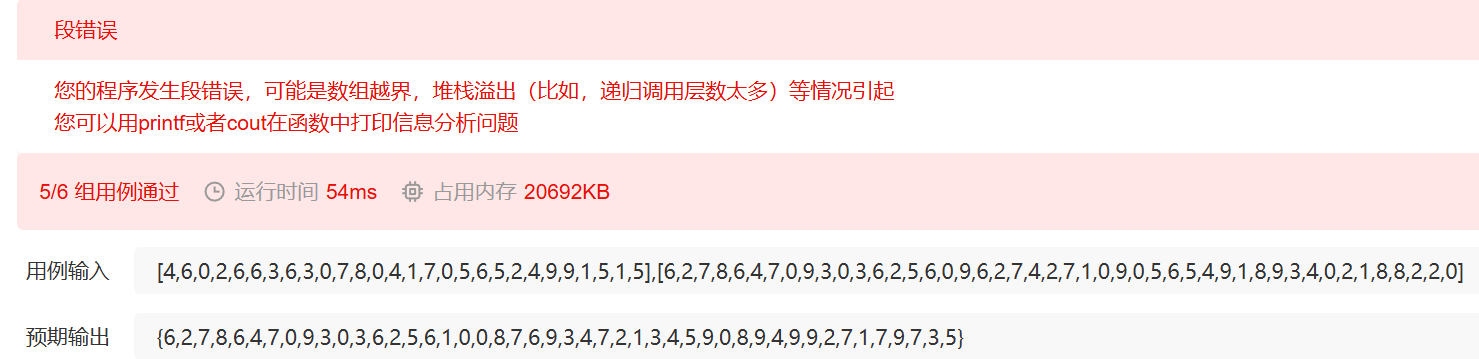 段错误
您的程序发生段错误，可能是数组越界，堆栈溢出（比如，递归调用层数太多）等情况引起
您可以用printf或者cout在函数中打印信息分析问题
5/6 组用例通过 运行时间 54ms 占用内存 20692KB
用例输入 [4,6,0,2,6,6,3,6,3,0,7,8,0,4,1,7,0,5,6,5,2,4,9,9,1,5,1,5],[6,2,7,8,6,4,7,0,9,3,0,3,6,2,5,6,0,9,6,2,7,4,2,7,1,0,9,0,5,6,5,4,9,1,8,9,3,4,0,2,1,8,8,2,2,0]
预期输出 {6,2,7,8,6,4,7,0,9,3,0,3,6,2,5,6,1,0,0,8,7,6,9,3,4,7,2,1,3,4,5,9,0,8,9,4,9,9,2,7,1,7,9,7,3,5}